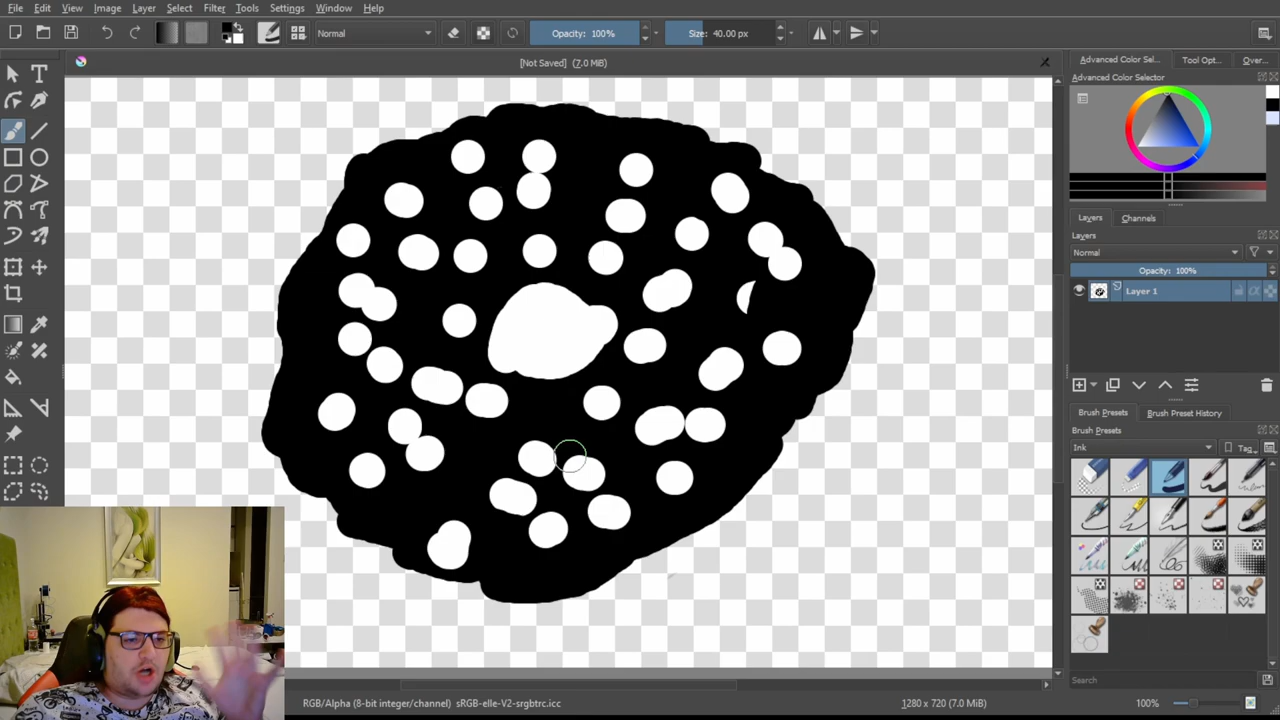 File Edit View Image Layer Select Filter Tools Settings Window Help
Normal Opacity: 100% Size: 40.00 px
[Not Saved] (7.0 MiB)
Advanced Color Sel... Tool Opt... Over...
Advanced Color Selector
Layers Channels
Layers
Normal
Opacity: 100%
Layer 1
Brush Presets Brush Preset History
Brush Presets
Ink Tag
Search
RGB/Alpha (8-bit integer/channel) sRGB-elle-V2-srgbtrc.icc 1280 x 720 (7.0 MiB) 100%